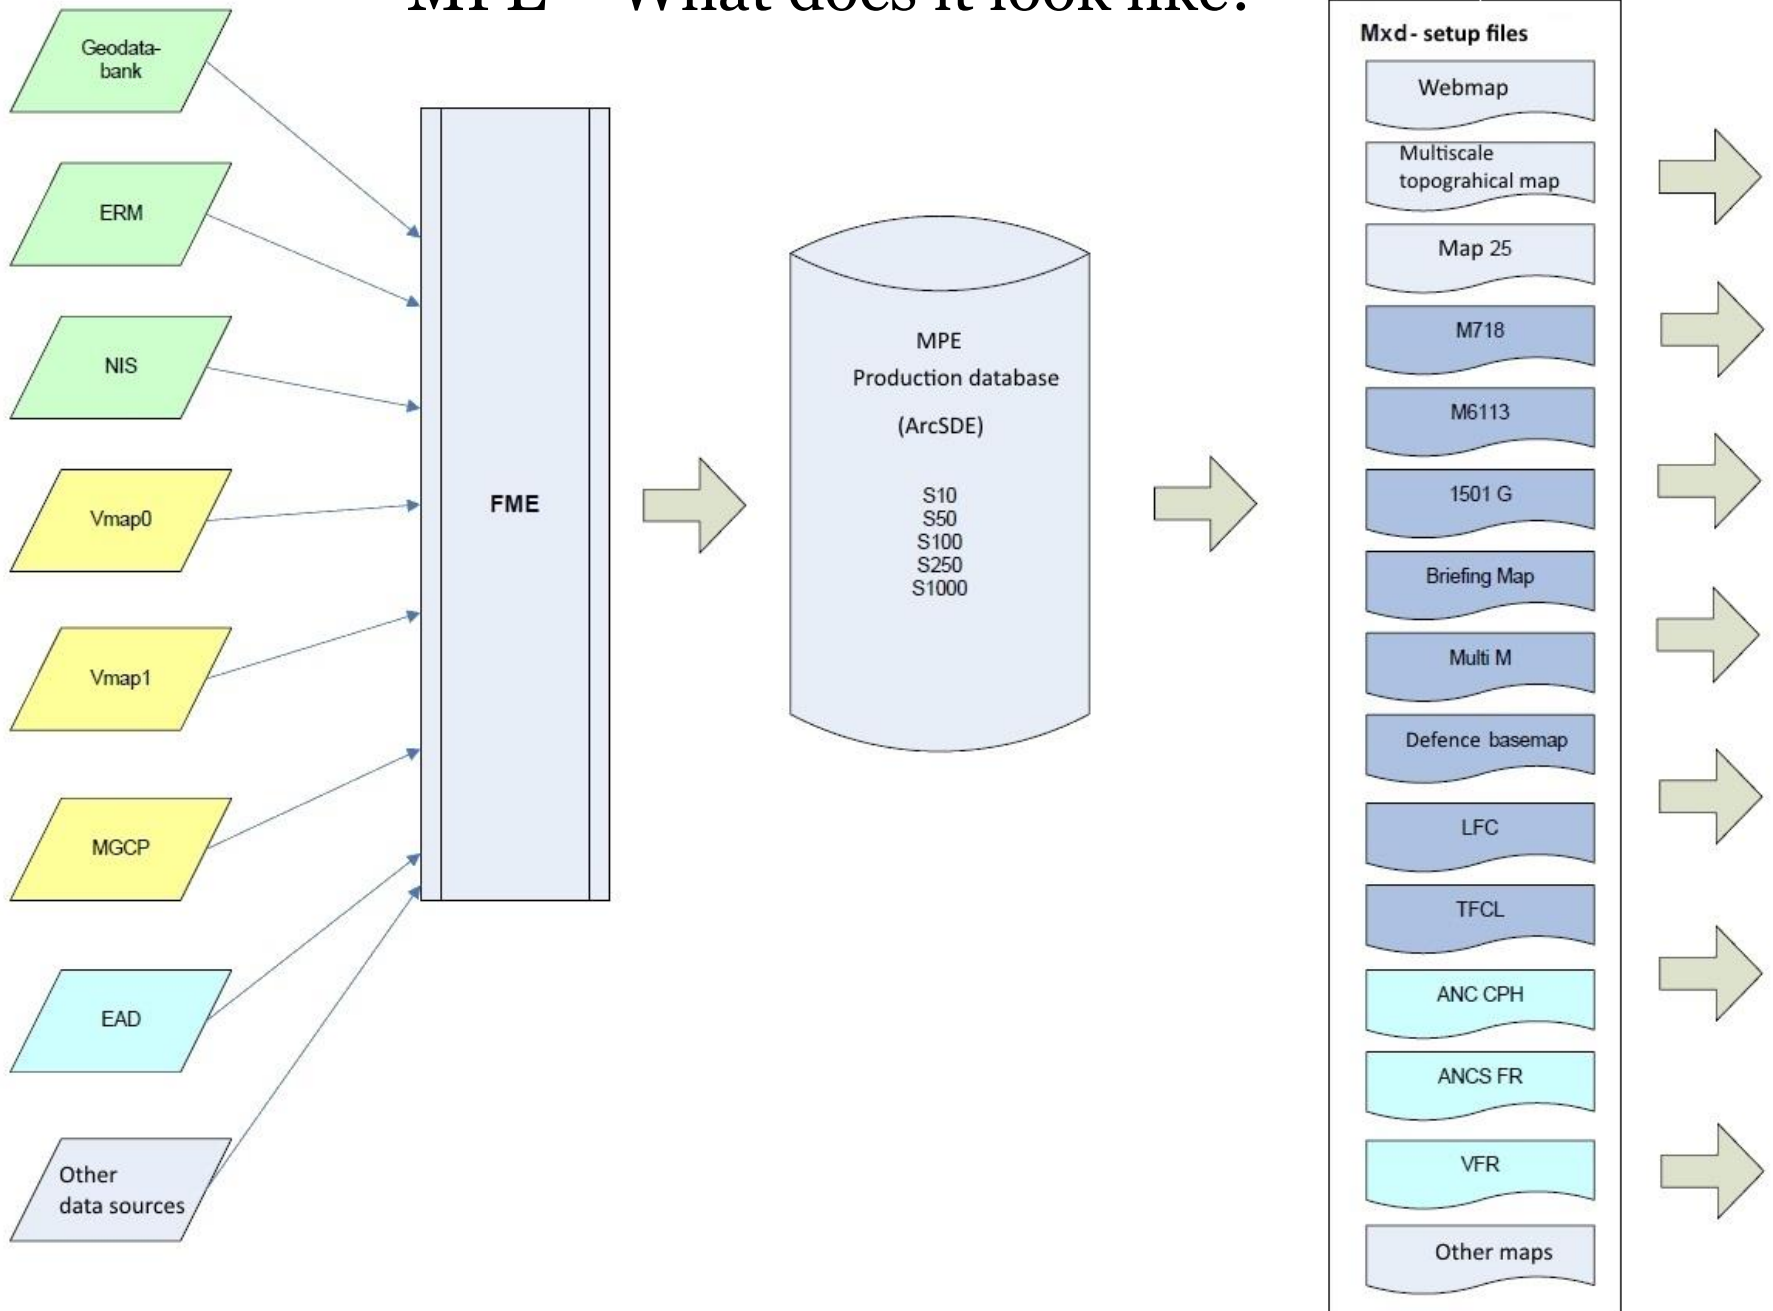 MPE – What does it look like?
Geodata-
bank
ERM
NIS
Vmap0
Vmap1
MGCP
EAD
Other
data sources
FME
MPE
Production database
(ArcSDE)
S10
S50
S100
S250
S1000
Mxd- setup files
Webmap
Multiscale
topograhical map
Map 25
M718
M6113
1501 G
Briefing Map
Multi M
Defence basemap
LFC
TFCL
ANC CPH
ANCS FR
VFR
Other maps